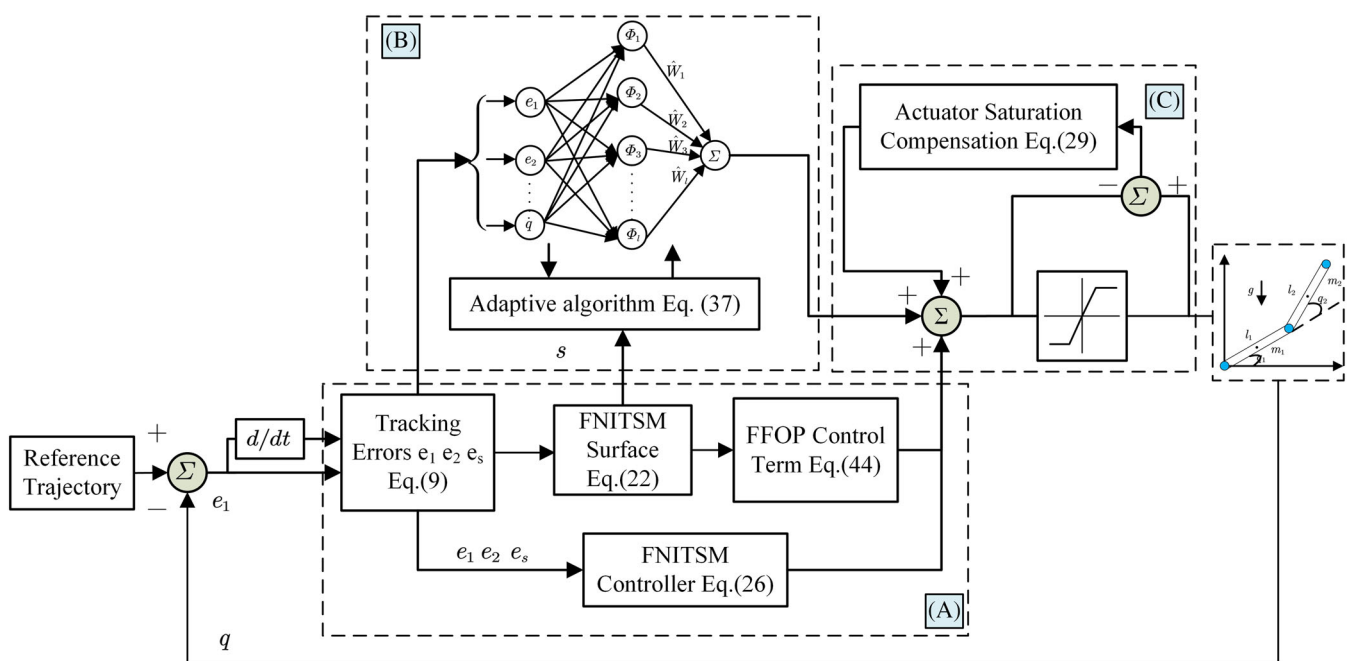 (B)
Φ₁
Φ₂
Φ₃
Φₗ
e₁
e₂
q̇
Ŵ₁
Ŵ₂
Ŵ₃
Ŵₗ
Σ
Adaptive algorithm Eq. (37)
s
(C)
Actuator Saturation
Compensation Eq.(29)
−
+
Σ
+
+
+
Σ
g
l₁
m₁
l₂
m₂
q₂
Reference
Trajectory
+
−
Σ
e₁
d/dt
Tracking
Errors e₁ e₂ eₛ
Eq.(9)
FNITSM
Surface
Eq.(22)
FFOP Control
Term Eq.(44)
e₁ e₂ eₛ
FNITSM
Controller Eq.(26)
(A)
q